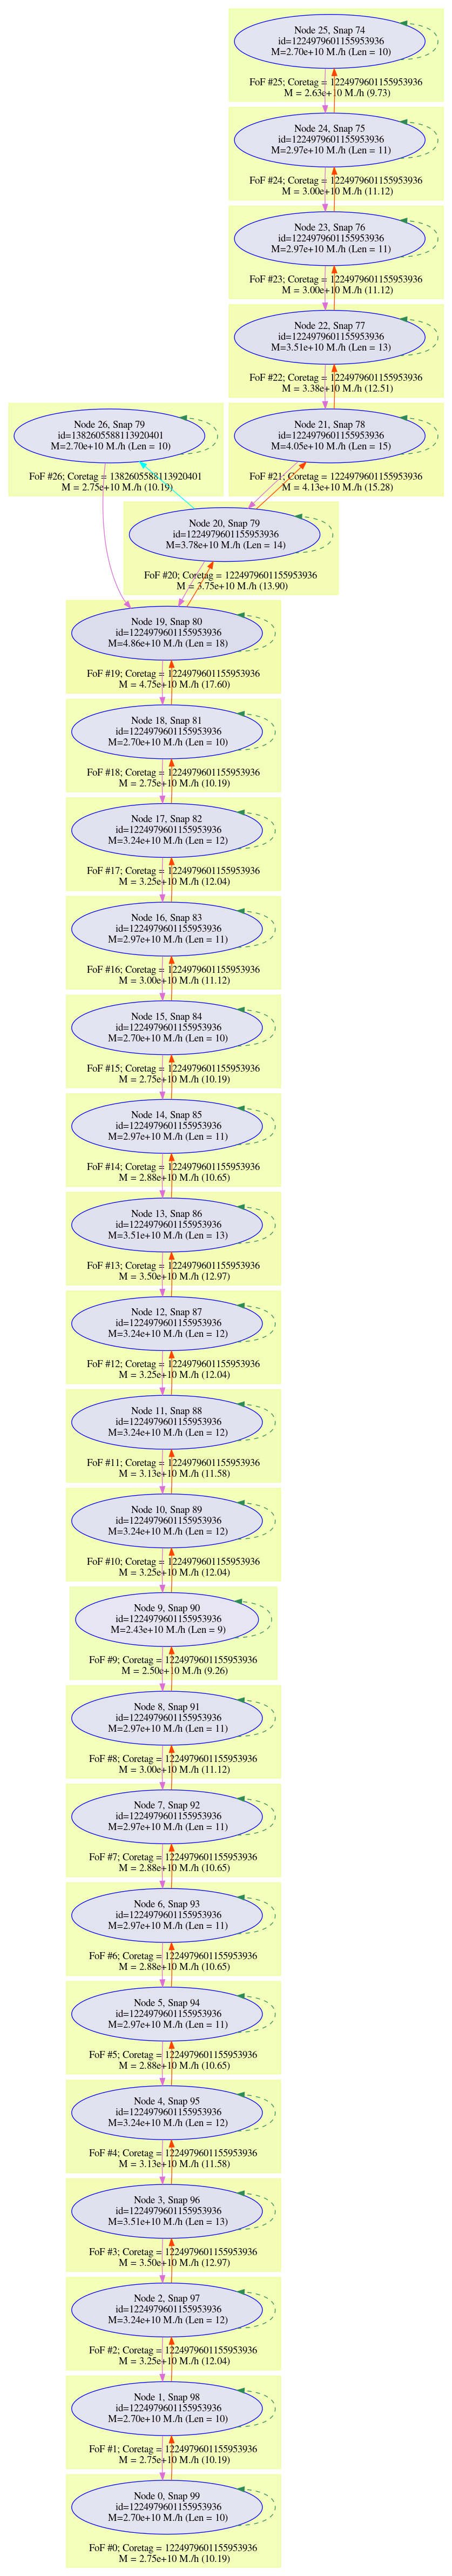 Node 25, Snap 74
id=1224979601155953936
M=2.70e+10 M./h (Len = 10)
FoF #25; Coretag = 1224979601155953936
M = 2.63e+10 M./h (9.73)
Node 24, Snap 75
id=1224979601155953936
M=2.97e+10 M./h (Len = 11)
FoF #24; Coretag = 1224979601155953936
M = 3.00e+10 M./h (11.12)
Node 23, Snap 76
id=1224979601155953936
M=2.97e+10 M./h (Len = 11)
FoF #23; Coretag = 1224979601155953936
M = 3.00e+10 M./h (11.12)
Node 22, Snap 77
id=1224979601155953936
M=3.51e+10 M./h (Len = 13)
FoF #22; Coretag = 1224979601155953936
M = 3.38e+10 M./h (12.51)
Node 26, Snap 79
id=1382605588113920401
M=2.70e+10 M./h (Len = 10)
FoF #26; Coretag = 1382605588113920401
M = 2.75e+10 M./h (10.19)
Node 21, Snap 78
id=1224979601155953936
M=4.05e+10 M./h (Len = 15)
FoF #21; Coretag = 1224979601155953936
M = 4.13e+10 M./h (15.28)
Node 20, Snap 79
id=1224979601155953936
M=3.78e+10 M./h (Len = 14)
FoF #20; Coretag = 1224979601155953936
M = 3.75e+10 M./h (13.90)
Node 19, Snap 80
id=1224979601155953936
M=4.86e+10 M./h (Len = 18)
FoF #19; Coretag = 1224979601155953936
M = 4.75e+10 M./h (17.60)
Node 18, Snap 81
id=1224979601155953936
M=2.70e+10 M./h (Len = 10)
FoF #18; Coretag = 1224979601155953936
M = 2.75e+10 M./h (10.19)
Node 17, Snap 82
id=1224979601155953936
M=3.24e+10 M./h (Len = 12)
FoF #17; Coretag = 1224979601155953936
M = 3.25e+10 M./h (12.04)
Node 16, Snap 83
id=1224979601155953936
M=2.97e+10 M./h (Len = 11)
FoF #16; Coretag = 1224979601155953936
M = 3.00e+10 M./h (11.12)
Node 15, Snap 84
id=1224979601155953936
M=2.70e+10 M./h (Len = 10)
FoF #15; Coretag = 1224979601155953936
M = 2.75e+10 M./h (10.19)
Node 14, Snap 85
id=1224979601155953936
M=2.97e+10 M./h (Len = 11)
FoF #14; Coretag = 1224979601155953936
M = 2.88e+10 M./h (10.65)
Node 13, Snap 86
id=1224979601155953936
M=3.51e+10 M./h (Len = 13)
FoF #13; Coretag = 1224979601155953936
M = 3.50e+10 M./h (12.97)
Node 12, Snap 87
id=1224979601155953936
M=3.24e+10 M./h (Len = 12)
FoF #12; Coretag = 1224979601155953936
M = 3.25e+10 M./h (12.04)
Node 11, Snap 88
id=1224979601155953936
M=3.24e+10 M./h (Len = 12)
FoF #11; Coretag = 1224979601155953936
M = 3.13e+10 M./h (11.58)
Node 10, Snap 89
id=1224979601155953936
M=3.24e+10 M./h (Len = 12)
FoF #10; Coretag = 1224979601155953936
M = 3.25e+10 M./h (12.04)
Node 9, Snap 90
id=1224979601155953936
M=2.43e+10 M./h (Len = 9)
FoF #9; Coretag = 1224979601155953936
M = 2.50e+10 M./h (9.26)
Node 8, Snap 91
id=1224979601155953936
M=2.97e+10 M./h (Len = 11)
FoF #8; Coretag = 1224979601155953936
M = 3.00e+10 M./h (11.12)
Node 7, Snap 92
id=1224979601155953936
M=2.97e+10 M./h (Len = 11)
FoF #7; Coretag = 1224979601155953936
M = 2.88e+10 M./h (10.65)
Node 6, Snap 93
id=1224979601155953936
M=2.97e+10 M./h (Len = 11)
FoF #6; Coretag = 1224979601155953936
M = 2.88e+10 M./h (10.65)
Node 5, Snap 94
id=1224979601155953936
M=2.97e+10 M./h (Len = 11)
FoF #5; Coretag = 1224979601155953936
M = 2.88e+10 M./h (10.65)
Node 4, Snap 95
id=1224979601155953936
M=3.24e+10 M./h (Len = 12)
FoF #4; Coretag = 1224979601155953936
M = 3.13e+10 M./h (11.58)
Node 3, Snap 96
id=1224979601155953936
M=3.51e+10 M./h (Len = 13)
FoF #3; Coretag = 1224979601155953936
M = 3.50e+10 M./h (12.97)
Node 2, Snap 97
id=1224979601155953936
M=3.24e+10 M./h (Len = 12)
FoF #2; Coretag = 1224979601155953936
M = 3.25e+10 M./h (12.04)
Node 1, Snap 98
id=1224979601155953936
M=2.70e+10 M./h (Len = 10)
FoF #1; Coretag = 1224979601155953936
M = 2.75e+10 M./h (10.19)
Node 0, Snap 99
id=1224979601155953936
M=2.70e+10 M./h (Len = 10)
FoF #0; Coretag = 1224979601155953936
M = 2.75e+10 M./h (10.19)